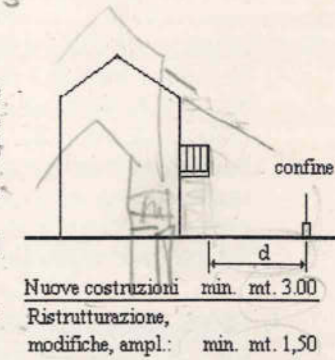 confine
d
Nuove costruzioni min. mt. 3.00
Ristrutturazione,
modifiche, ampl.: min. mt. 1,50